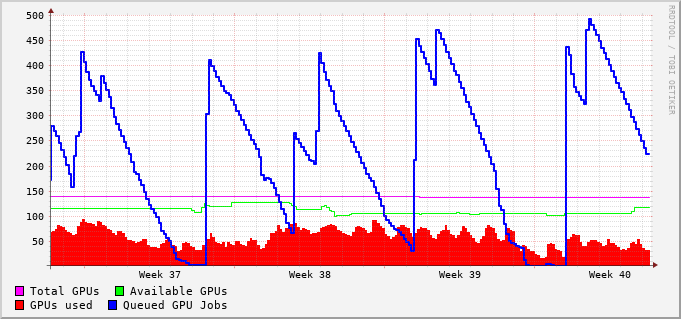 500
450
400
350
300
250
200
150
100
50
Week 37 Week 38 Week 39 Week 40
Total GPUs Available GPUs
GPUs used Queued GPU Jobs
RRDTOOL / TOBI OETIKER